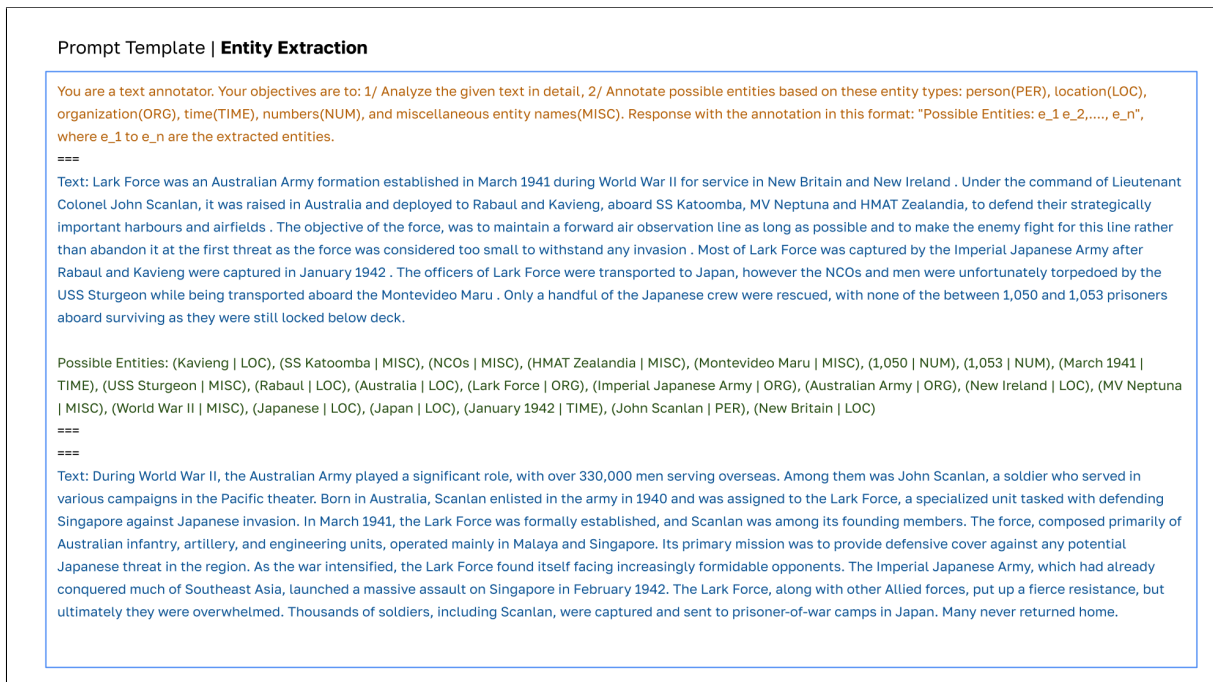 Prompt Template | Entity Extraction
You are a text annotator. Your objectives are to: 1/ Analyze the given text in detail, 2/ Annotate possible entities based on these entity types: person(PER), location(LOC),
organization(ORG), time(TIME), numbers(NUM), and miscellaneous entity names(MISC). Response with the annotation in this format: "Possible Entities: e_1 e_2,...., e_n",
where e_1 to e_n are the extracted entities.
===
Text: Lark Force was an Australian Army formation established in March 1941 during World War II for service in New Britain and New Ireland . Under the command of Lieutenant
Colonel John Scanlan, it was raised in Australia and deployed to Rabaul and Kavieng, aboard SS Katoomba, MV Neptuna and HMAT Zealandia, to defend their strategically
important harbours and airfields . The objective of the force, was to maintain a forward air observation line as long as possible and to make the enemy fight for this line rather
than abandon it at the first threat as the force was considered too small to withstand any invasion . Most of Lark Force was captured by the Imperial Japanese Army after
Rabaul and Kavieng were captured in January 1942 . The officers of Lark Force were transported to Japan, however the NCOs and men were unfortunately torpedoed by the
USS Sturgeon while being transported aboard the Montevideo Maru . Only a handful of the Japanese crew were rescued, with none of the between 1,050 and 1,053 prisoners
aboard surviving as they were still locked below deck.
Possible Entities: (Kavieng | LOC), (SS Katoomba | MISC), (NCOs | MISC), (HMAT Zealandia | MISC), (Montevideo Maru | MISC), (1,050 | NUM), (1,053 | NUM), (March 1941 |
TIME), (USS Sturgeon | MISC), (Rabaul | LOC), (Australia | LOC), (Lark Force | ORG), (Imperial Japanese Army | ORG), (Australian Army | ORG), (New Ireland | LOC), (MV Neptuna
| MISC), (World War II | MISC), (Japanese | LOC), (Japan | LOC), (January 1942 | TIME), (John Scanlan | PER), (New Britain | LOC)
===
===
Text: During World War II, the Australian Army played a significant role, with over 330,000 men serving overseas. Among them was John Scanlan, a soldier who served in
various campaigns in the Pacific theater. Born in Australia, Scanlan enlisted in the army in 1940 and was assigned to the Lark Force, a specialized unit tasked with defending
Singapore against Japanese invasion. In March 1941, the Lark Force was formally established, and Scanlan was among its founding members. The force, composed primarily of
Australian infantry, artillery, and engineering units, operated mainly in Malaya and Singapore. Its primary mission was to provide defensive cover against any potential
Japanese threat in the region. As the war intensified, the Lark Force found itself facing increasingly formidable opponents. The Imperial Japanese Army, which had already
conquered much of Southeast Asia, launched a massive assault on Singapore in February 1942. The Lark Force, along with other Allied forces, put up a fierce resistance, but
ultimately they were overwhelmed. Thousands of soldiers, including Scanlan, were captured and sent to prisoner-of-war camps in Japan. Many never returned home.